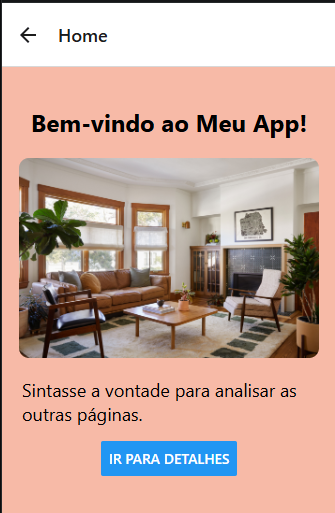 Home
Bem-vindo ao Meu App!
Sintasse a vontade para analisar as
outras páginas.
IR PARA DETALHES